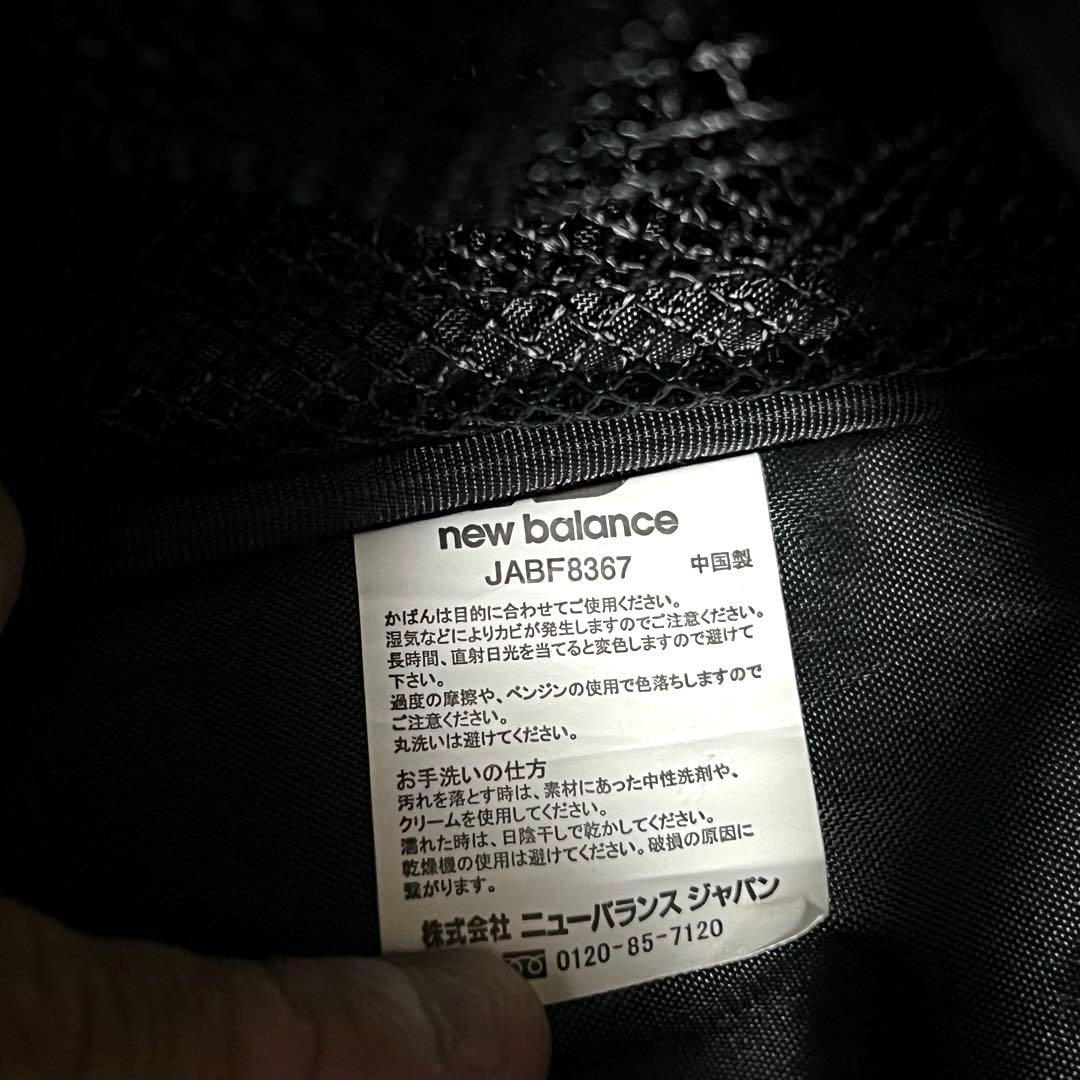 new balance
JABF8367 中国製
かばんは目的に合わせてご使用ください。
湿気などによりカビが発生しますのでご注意ください。
長時間、直射日光を当てると変色しますので避けて
下さい。
過度の摩擦や、ベンジンの使用で色落ちしますので
ご注意ください。
丸洗いは避けてください。
お手洗いの仕方
汚れを落とす時は、素材にあった中性洗剤や、
クリームを使用してください。
濡れた時は、日陰干しで乾かしてください。
乾燥機の使用は避けてください。破損の原因に
繋がります。
株式会社 ニューバランス ジャパン
0120-85-7120